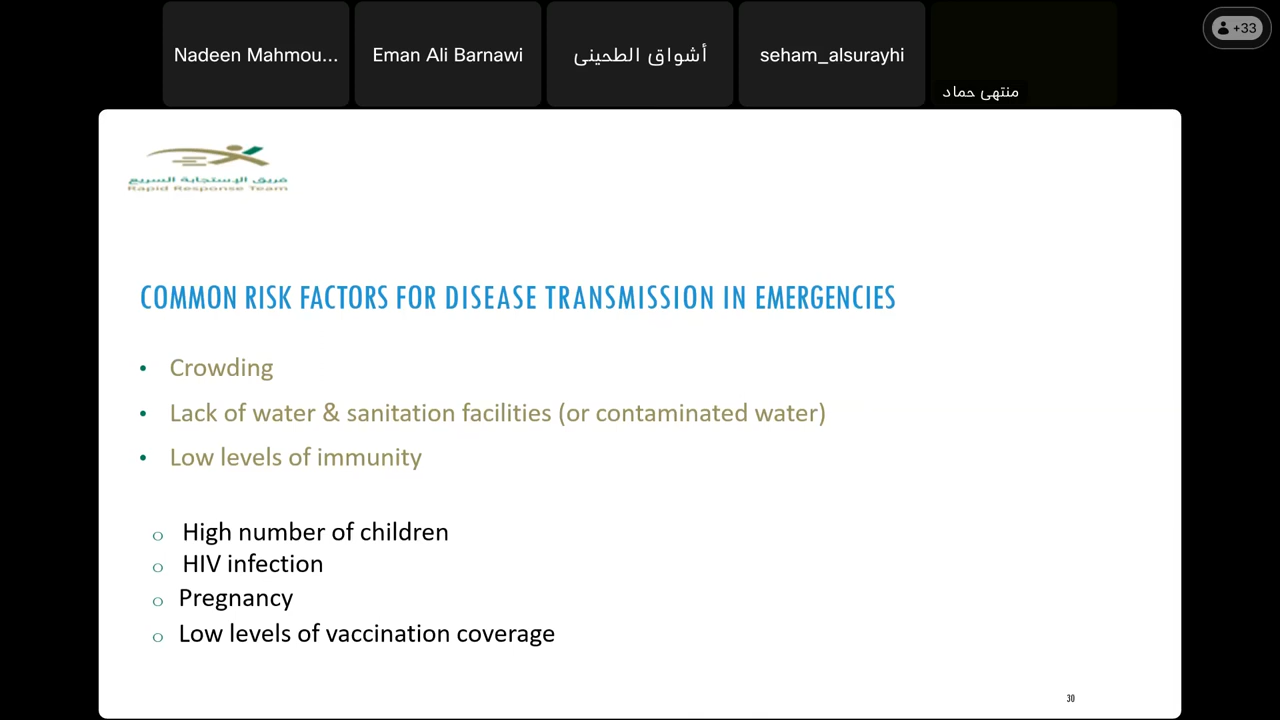 Nadeen Mahmou...
Eman Ali Barnawi
أشواق الطحينى
seham_alsurayhi
+33
منتهى حماد
فريق الإستجابة السريع
Rapid Response Team
COMMON RISK FACTORS FOR DISEASE TRANSMISSION IN EMERGENCIES
• Crowding
• Lack of water & sanitation facilities (or contaminated water)
• Low levels of immunity
o High number of children
o HIV infection
o Pregnancy
o Low levels of vaccination coverage
30